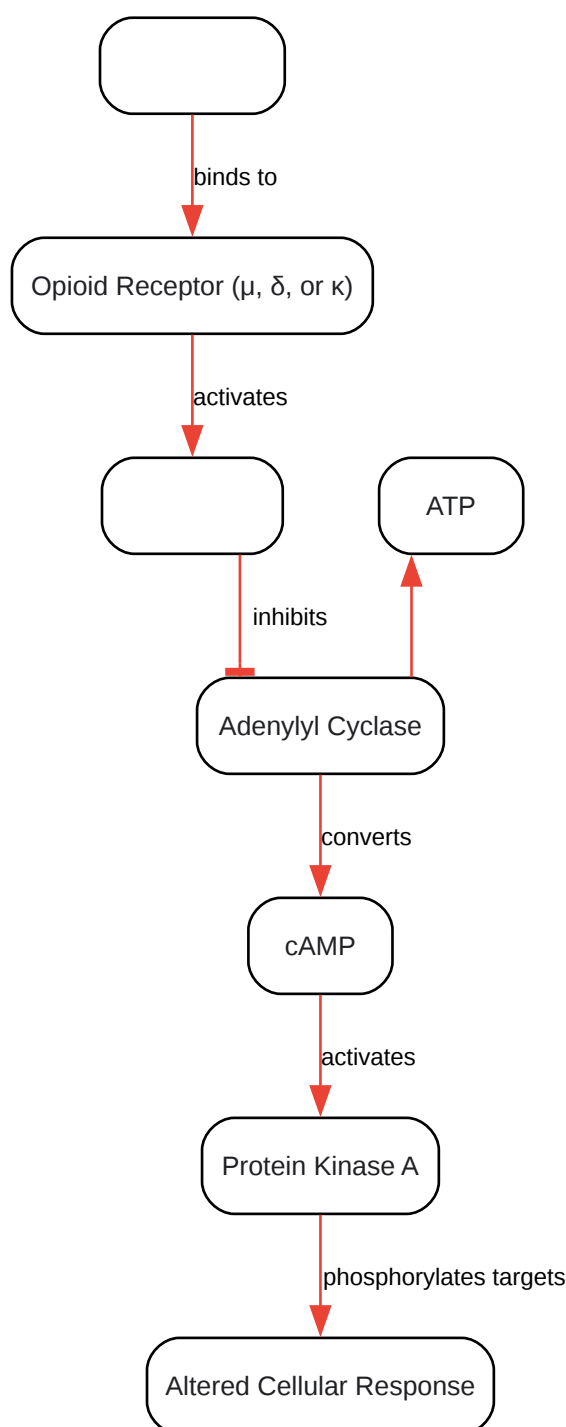 binds to
Opioid Receptor (μ, δ, or κ)
activates
ATP
inhibits
Adenylyl Cyclase
converts
cAMP
activates
Protein Kinase A
phosphorylates targets
Altered Cellular Response